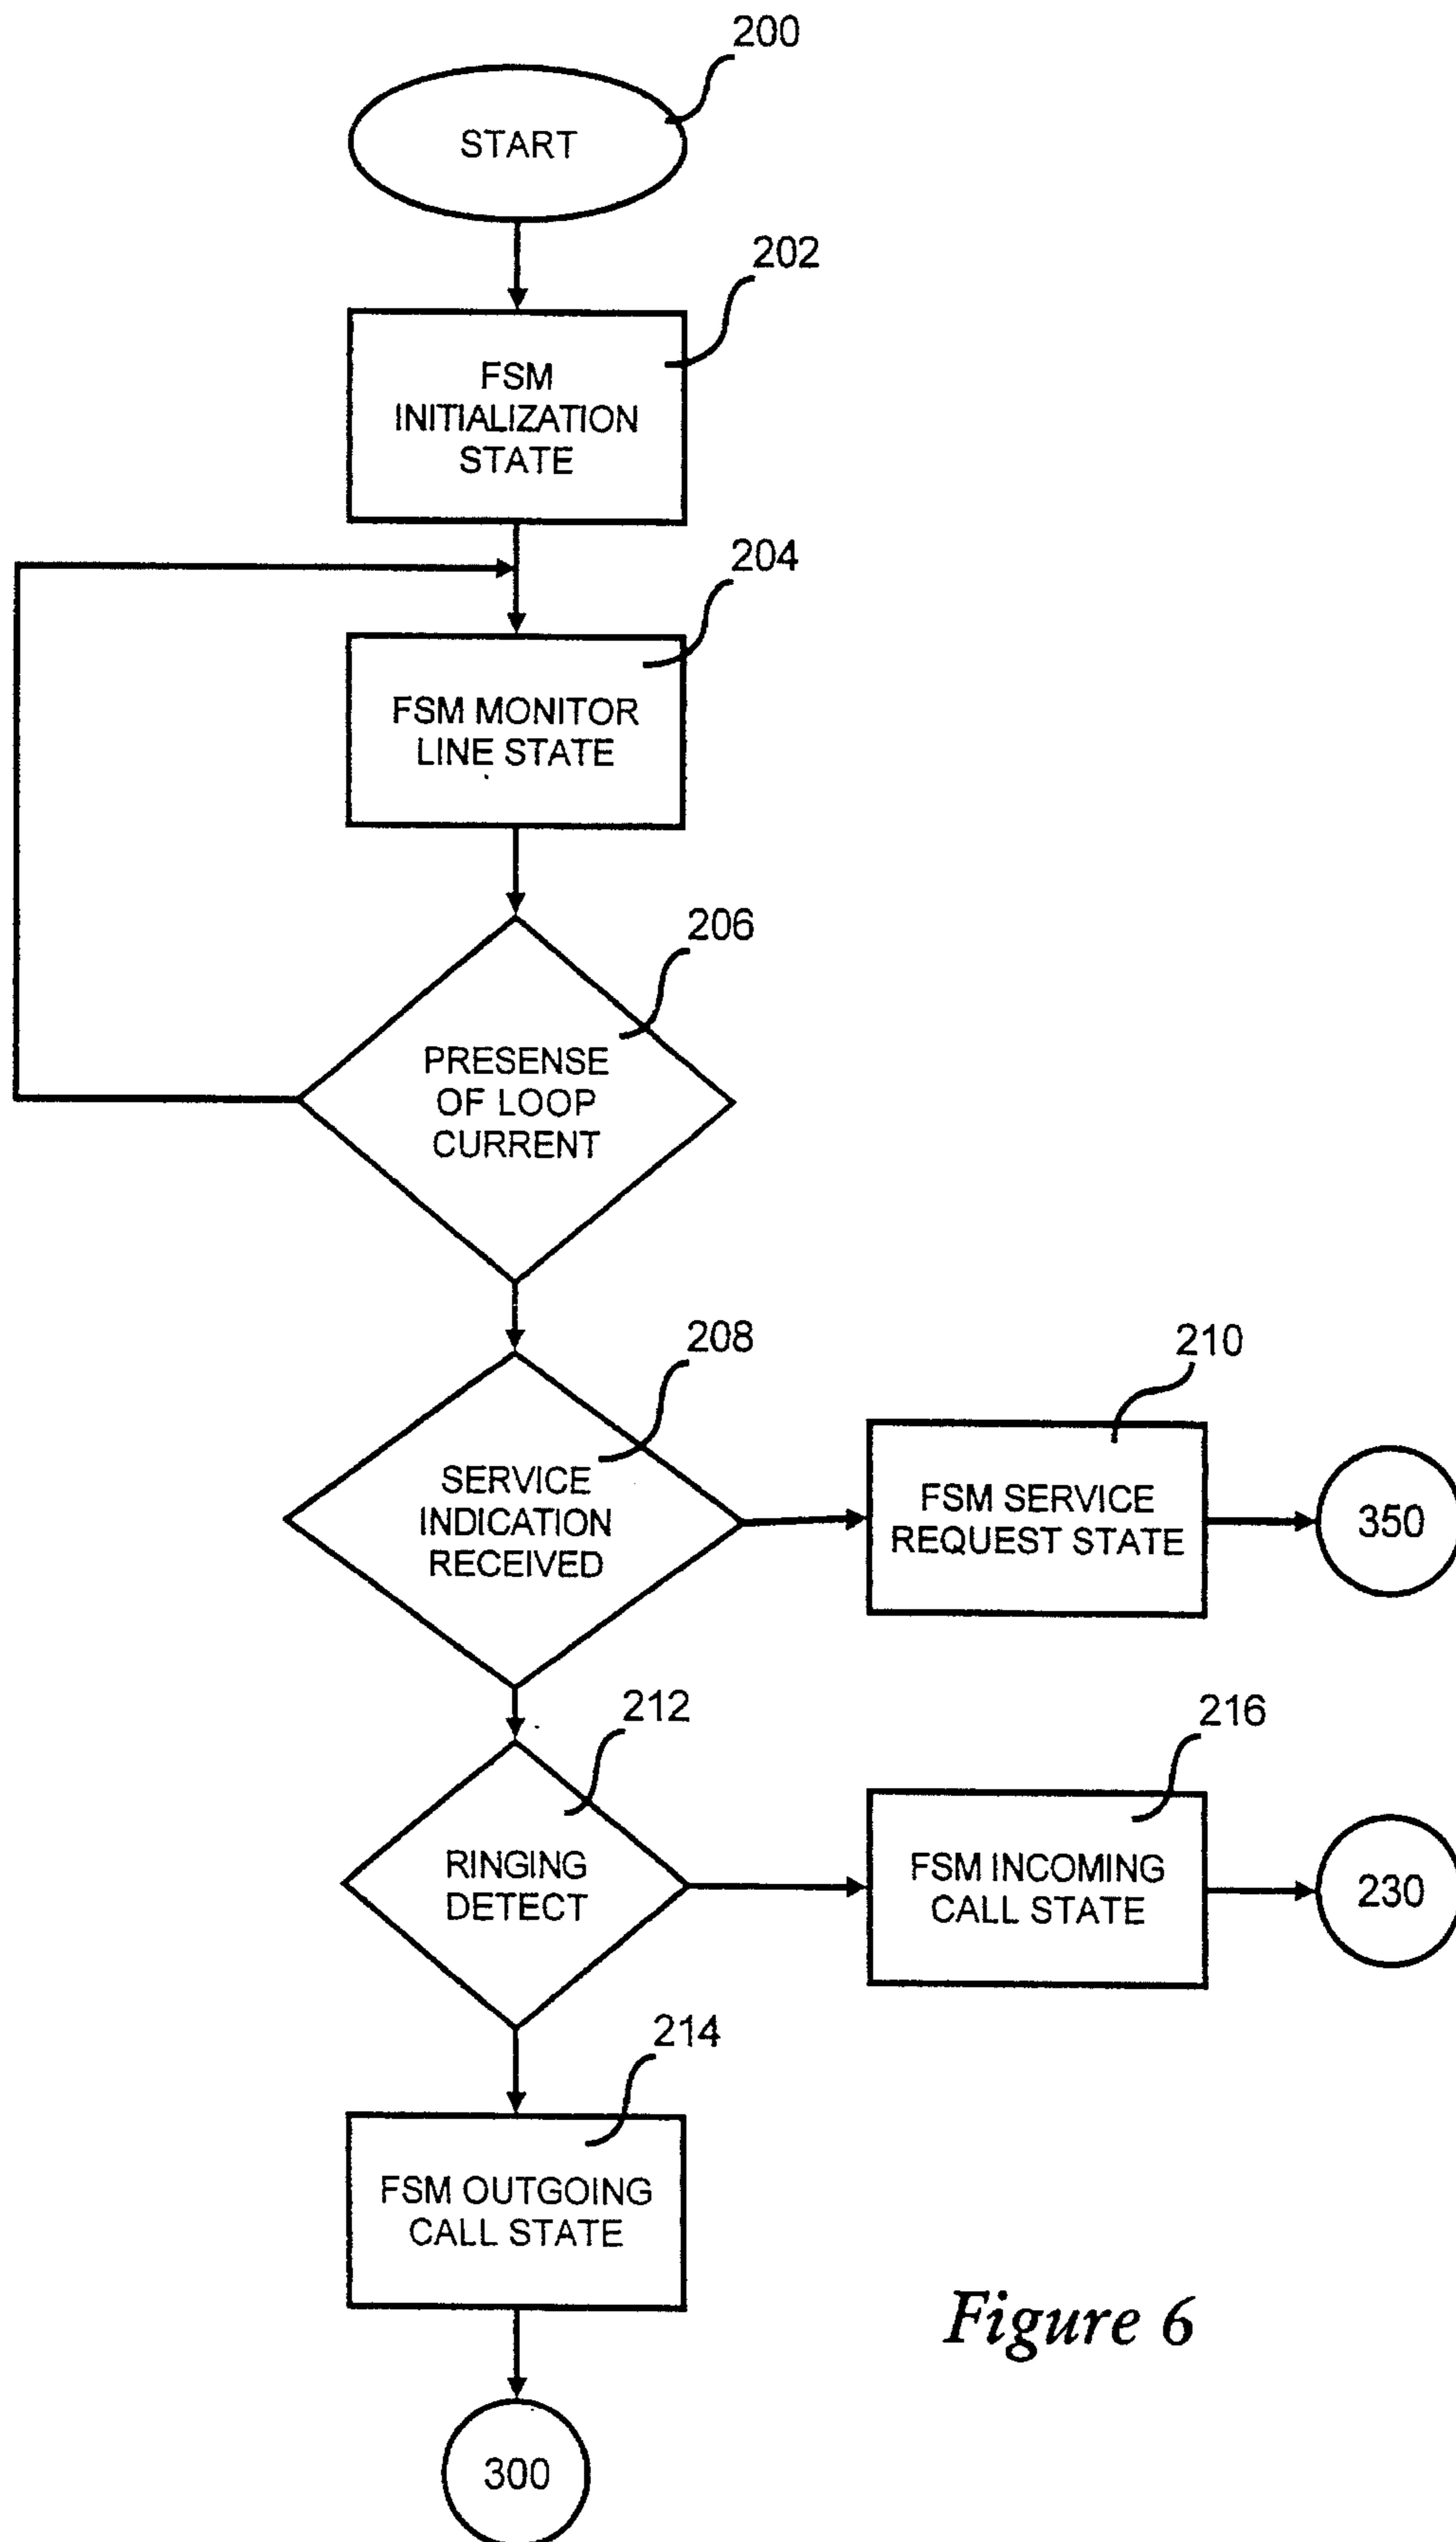 200
START
202
FSM
INITIALIZATION
STATE
204
FSM MONITOR
LINE STATE
206
PRESENSE
OF LOOP
CURRENT
208
SERVICE
INDICATION
RECEIVED
210
FSM SERVICE
REQUEST STATE
350
212
RINGING
DETECT
216
FSM INCOMING
CALL STATE
230
214
FSM OUTGOING
CALL STATE
300
Figure 6